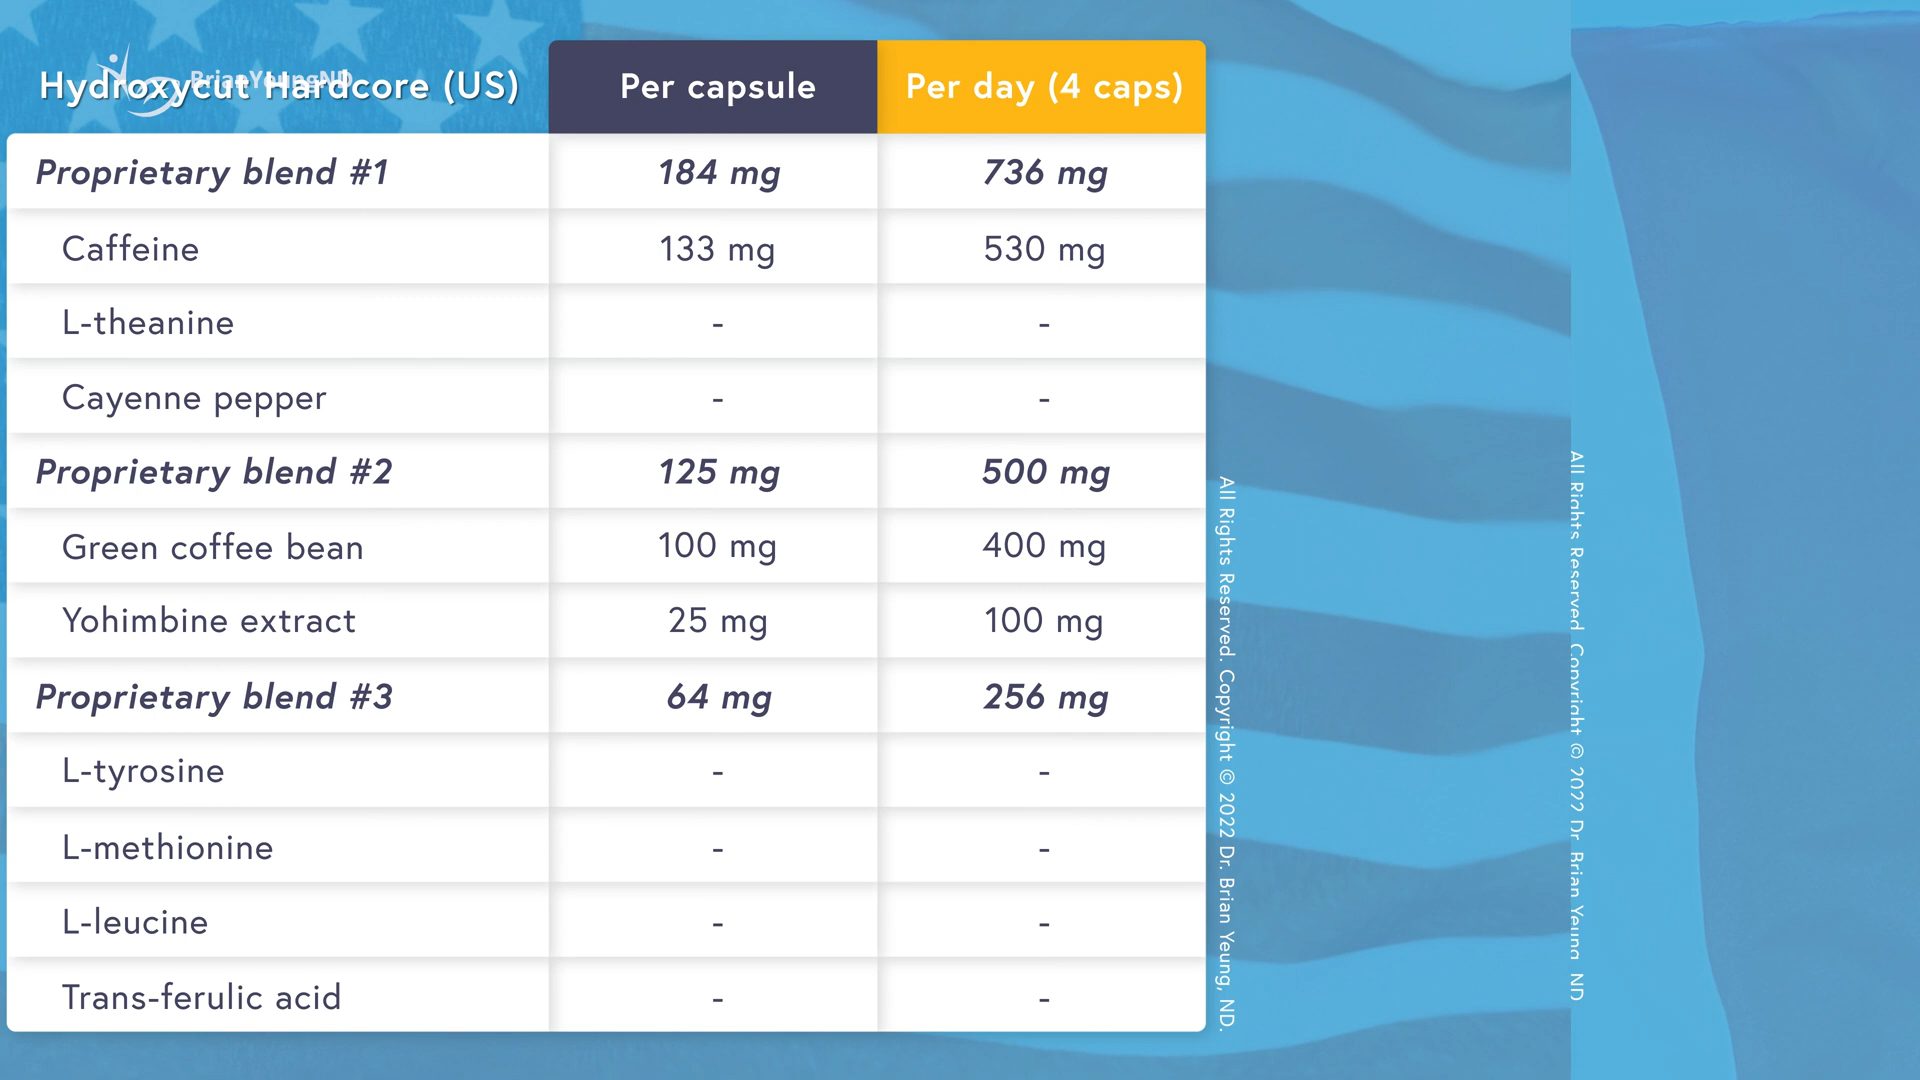 BrianYoungND
Hydroxycut Hardcore (US) Per capsule Per day (4 caps)
Proprietary blend #1 184 mg 736 mg
Caffeine 133 mg 530 mg
L-theanine - -
Cayenne pepper - -
Proprietary blend #2 125 mg 500 mg
Green coffee bean 100 mg 400 mg
Yohimbine extract 25 mg 100 mg
Proprietary blend #3 64 mg 256 mg
L-tyrosine - -
L-methionine - -
L-leucine - -
Trans-ferulic acid - -
All Rights Reserved. Copyright © 2022 Dr. Brian Yeung, ND.
All Rights Reserved. Copyright © 2022 Dr. Brian Yeung, ND